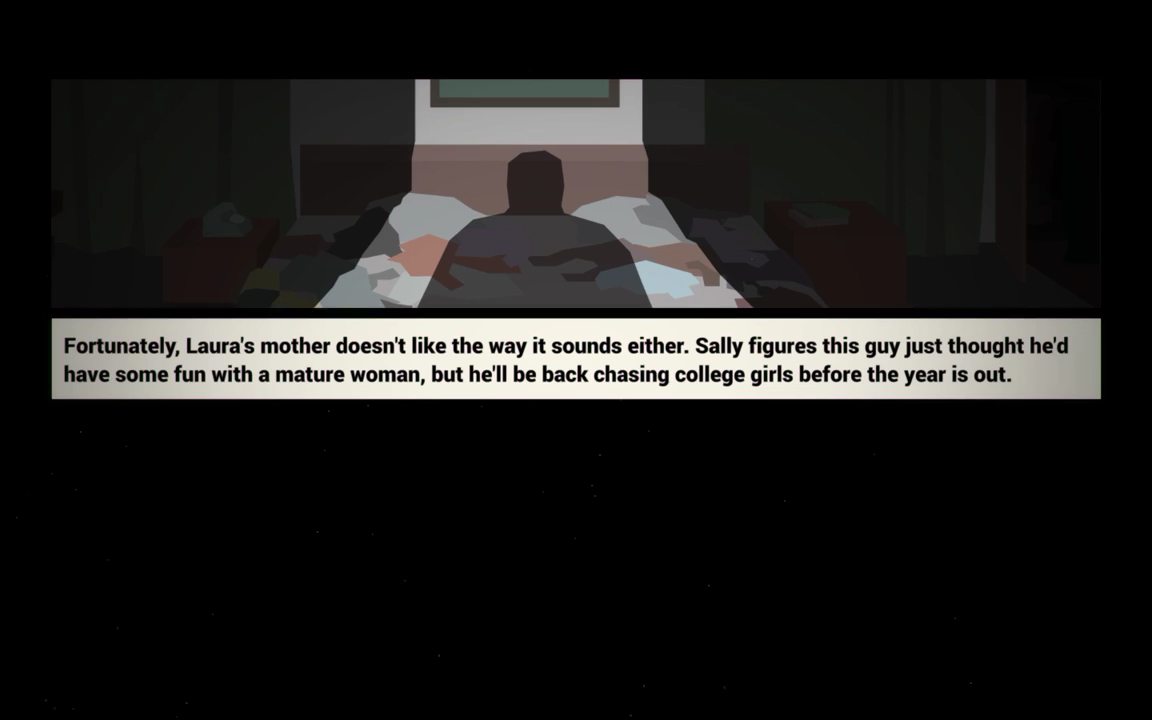 Fortunately, Laura's mother doesn't like the way it sounds either. Sally figures this guy just thought he'd
have some fun with a mature woman, but he'll be back chasing college girls before the year is out.